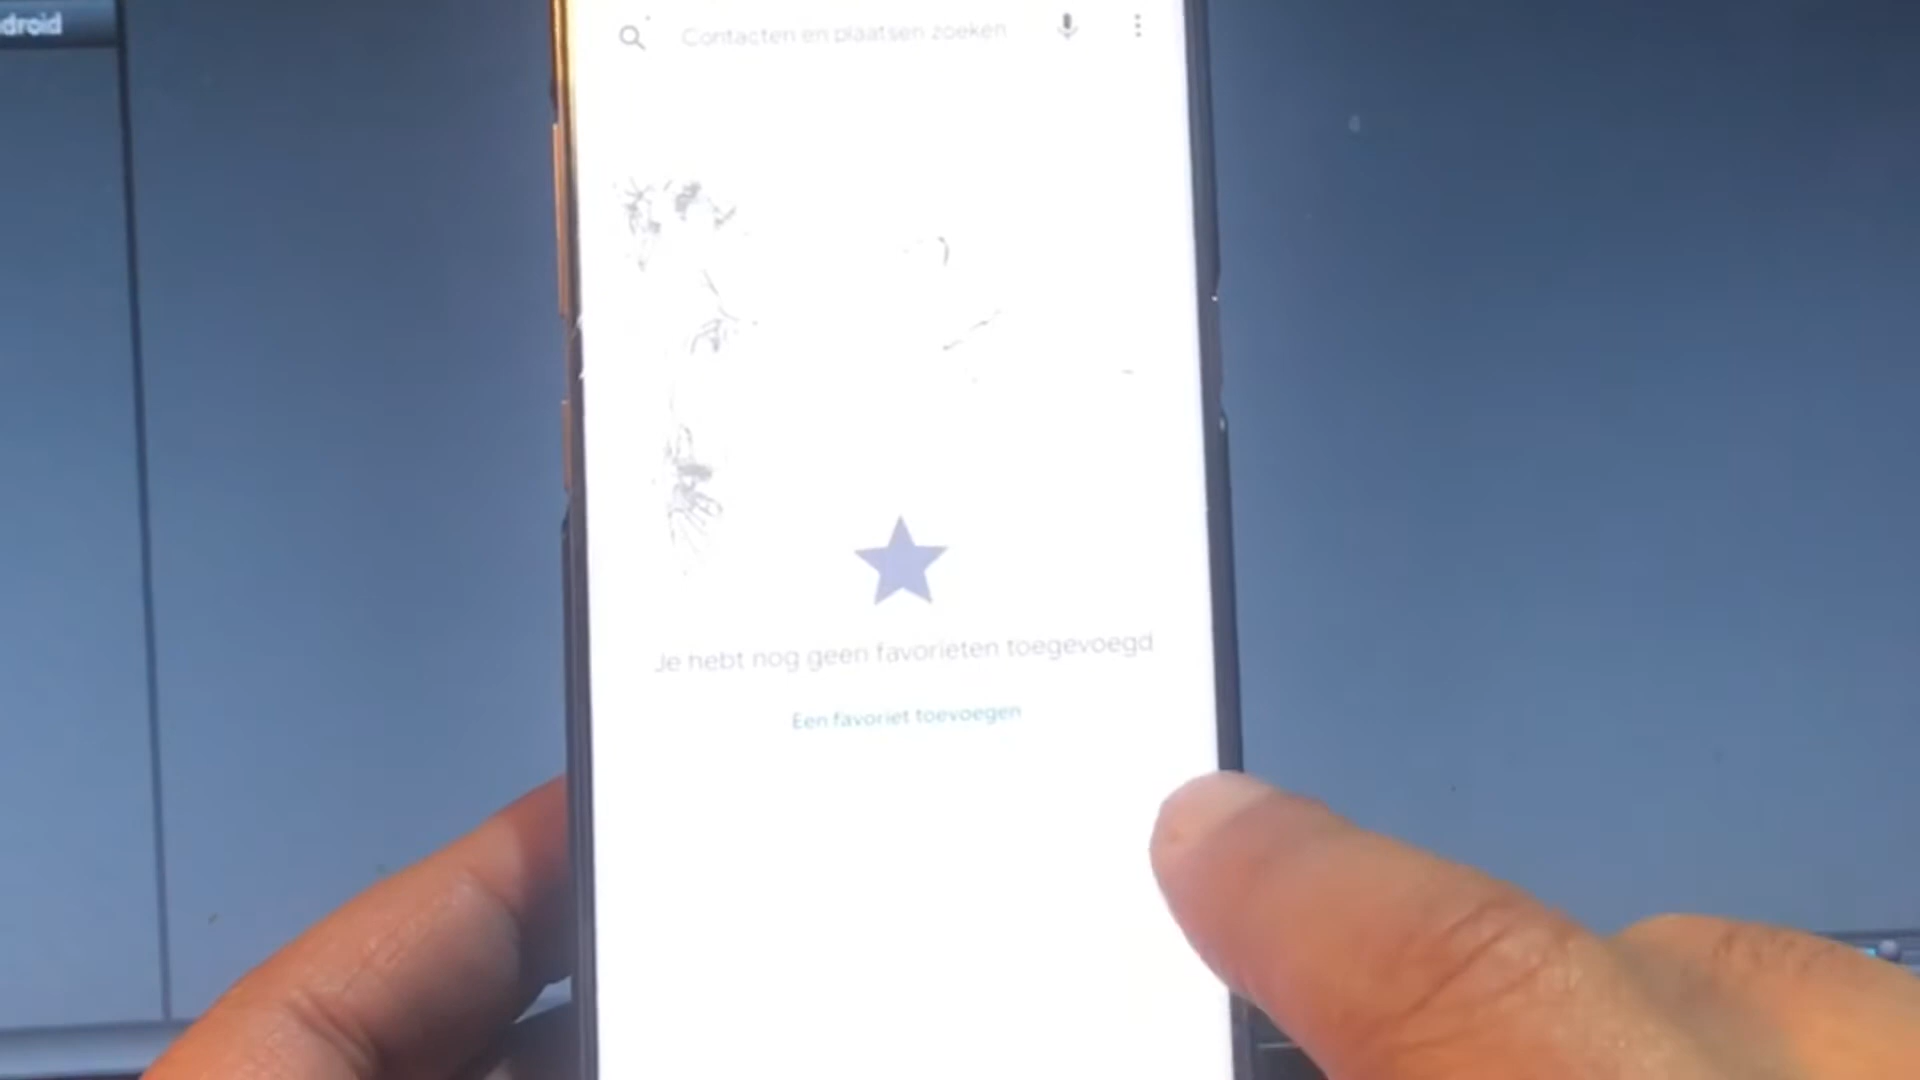 droid
Contacten en plaatsen zoeken
Je hebt nog geen favorieten toegevoegd
Een favoriet toevoegen